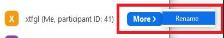 X xtfgl (Me, participant ID: 41) More > Rename